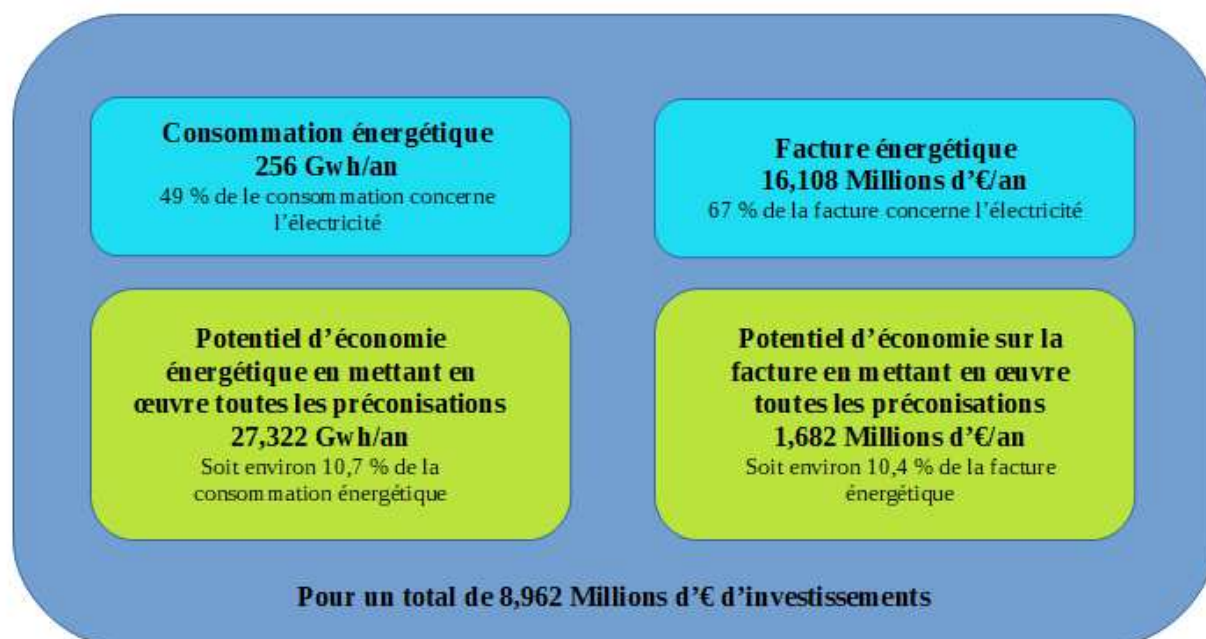 Consommation énergétique
256 Gwh/an
49 % de le consommation concerne
l’électricité
Facture énergétique
16,108 Millions d’€/an
67 % de la facture concerne l’électricité
Potentiel d’économie
énergétique en mettant en
œuvre toutes les préconisations
27,322 Gwh/an
Soit environ 10,7 % de la
consommation énergétique
Potentiel d’économie sur la
facture en mettant en œuvre
toutes les préconisations
1,682 Millions d’€/an
Soit environ 10,4 % de la facture
énergétique
Pour un total de 8,962 Millions d’€ d’investissements